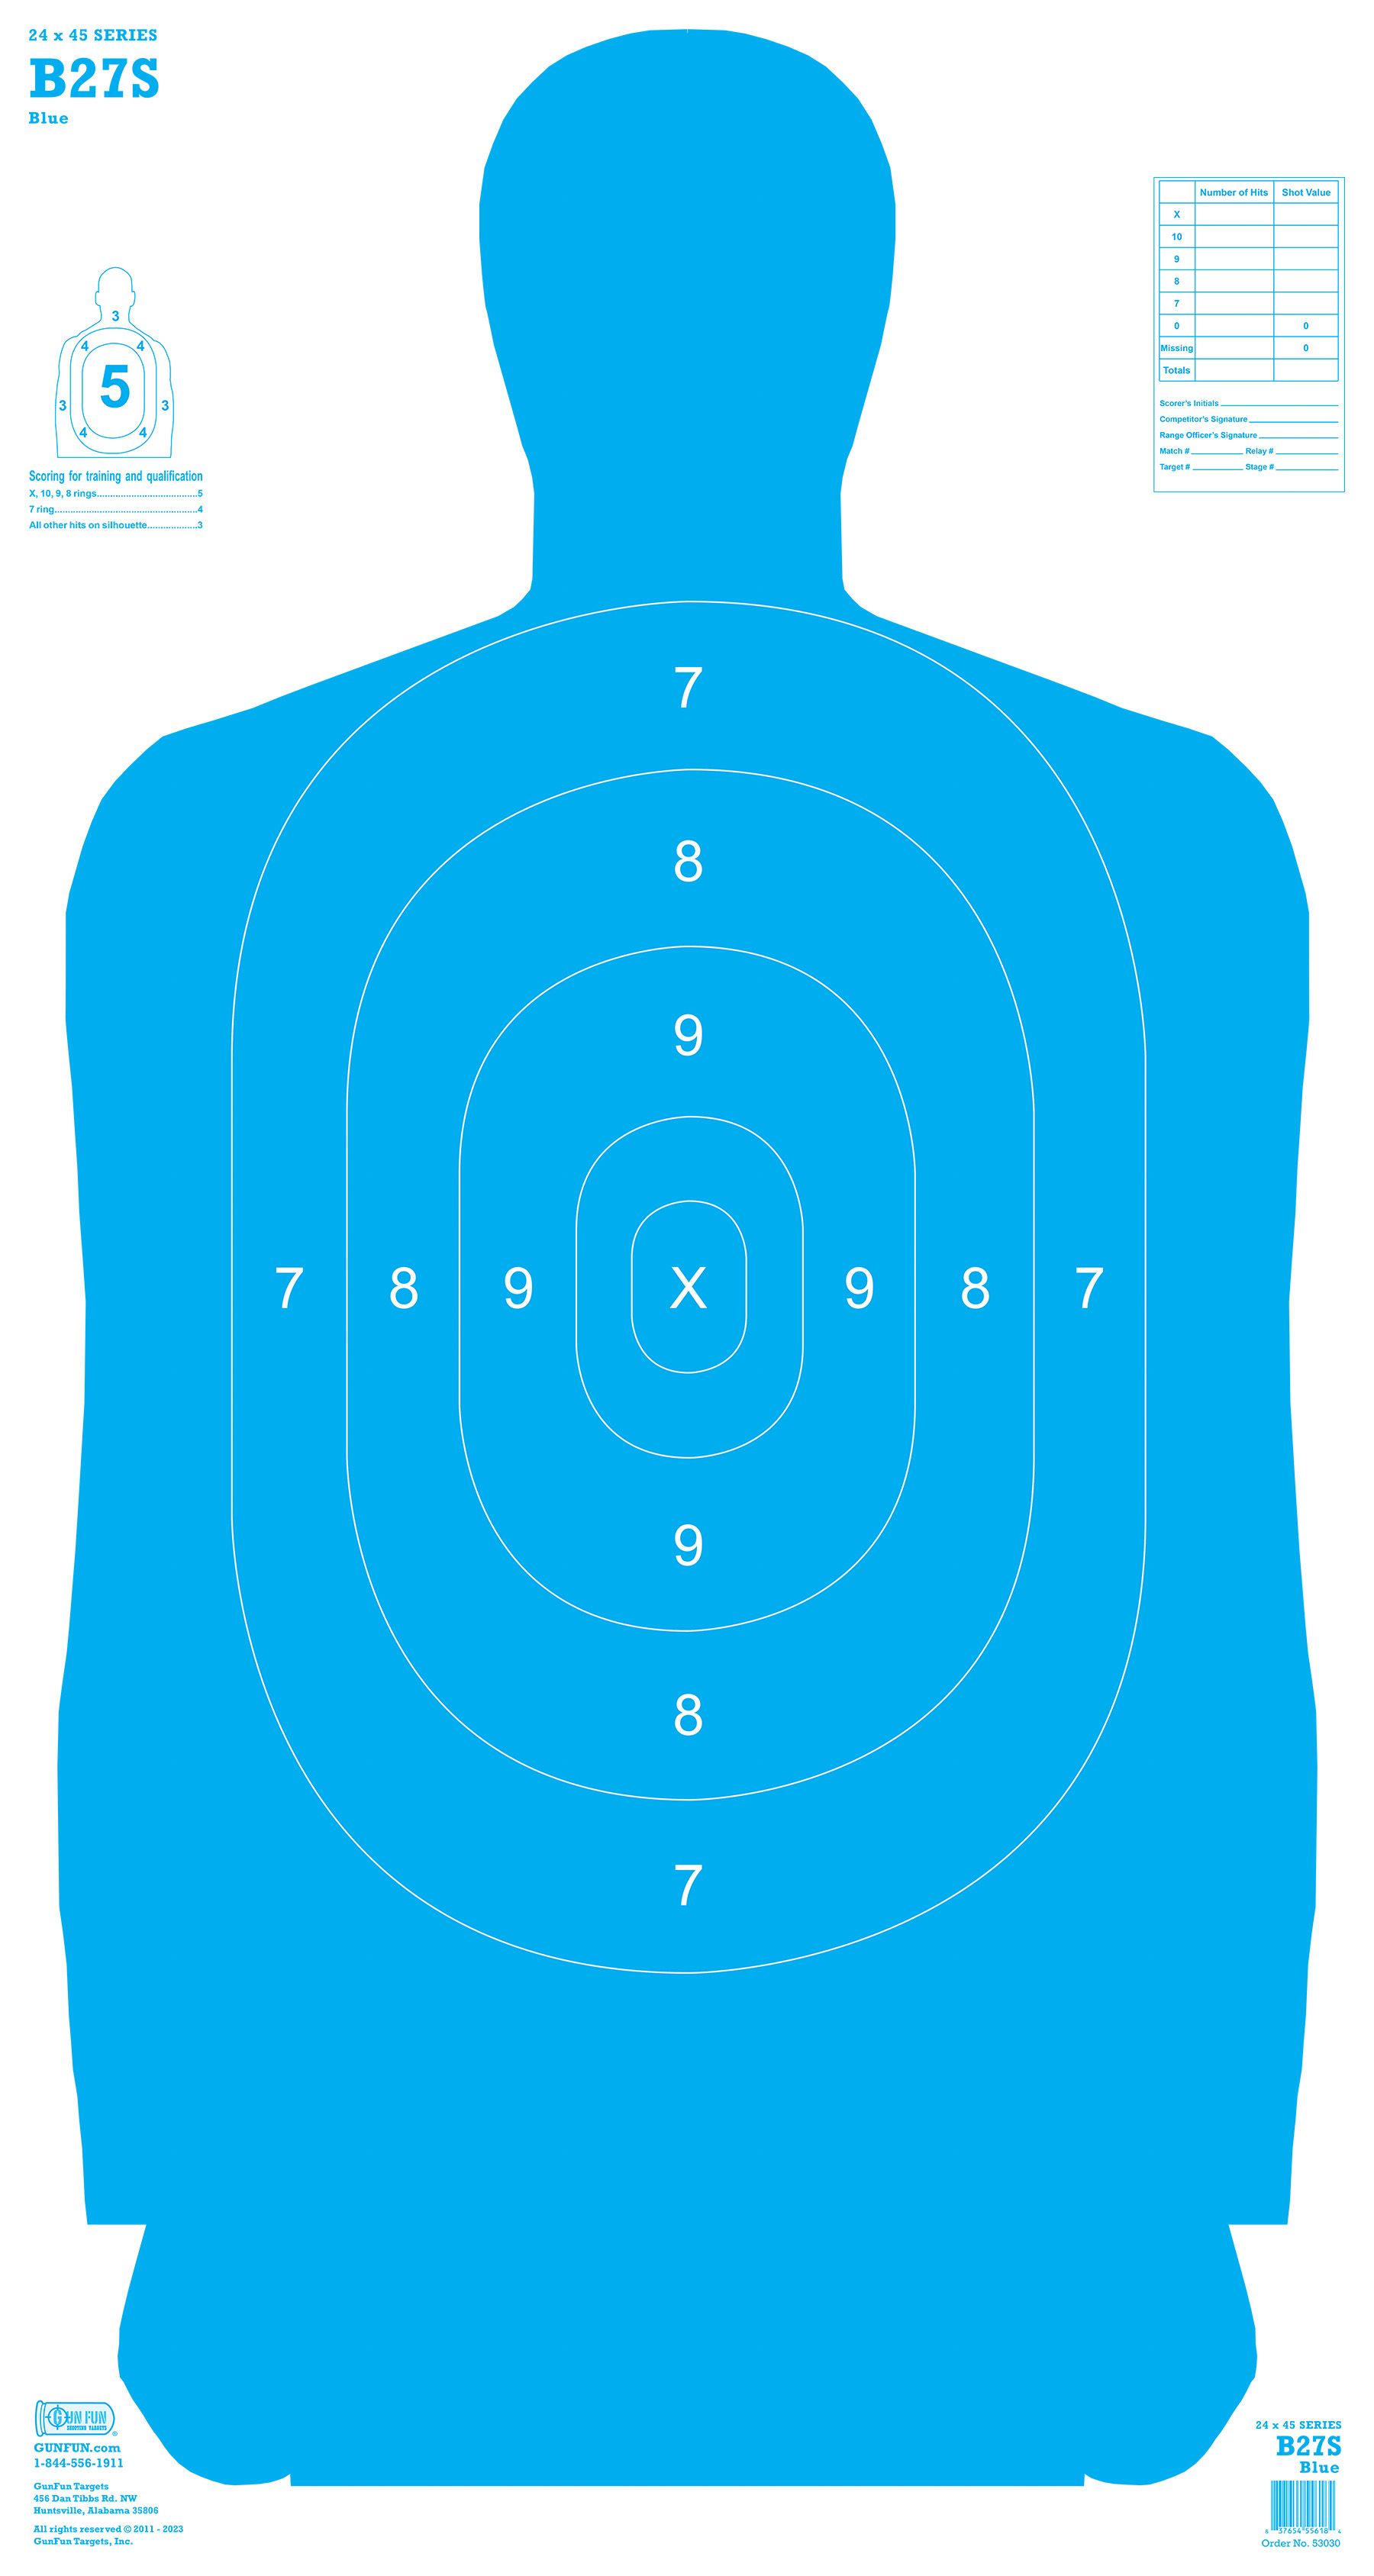 24 x 45 SERIES
B27S
Blue
Number of Hits Shot Value
X
10
9
8
7
0 0
Missing 0
Totals
Scorer's Initials
Competitor's Signature
Range Officer's Signature
Match # Relay #
Target # Stage #
3
4 4
5
3 3
4 4
Scoring for training and qualification
X, 10, 9, 8 rings......................................5
7 ring......................................................4
All other hits on silhouette...................3
7
8
9
7 8 9 X 9 8 7
9
8
7
GUN FUN
SHOOTING TARGETS
®
GUNFUN.com
1-844-556-1911
GunFun Targets
456 Dan Tibbs Rd. NW
Huntsville, Alabama 35806
All rights reserved © 2011 - 2023
GunFun Targets, Inc.
24 x 45 SERIES
B27S
Blue
8 37654 55618 4
Order No. 53030